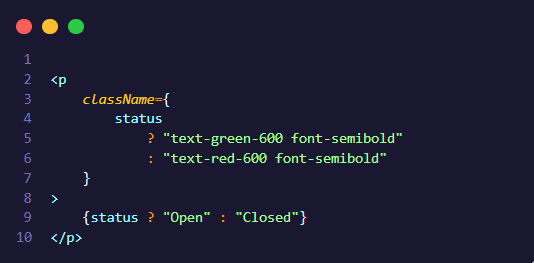 1
2 <p
3     className={
4         status
5             ? "text-green-600 font-semibold"
6             : "text-red-600 font-semibold"
7     }
8 >
9     {status ? "Open" : "Closed"}
10 </p>